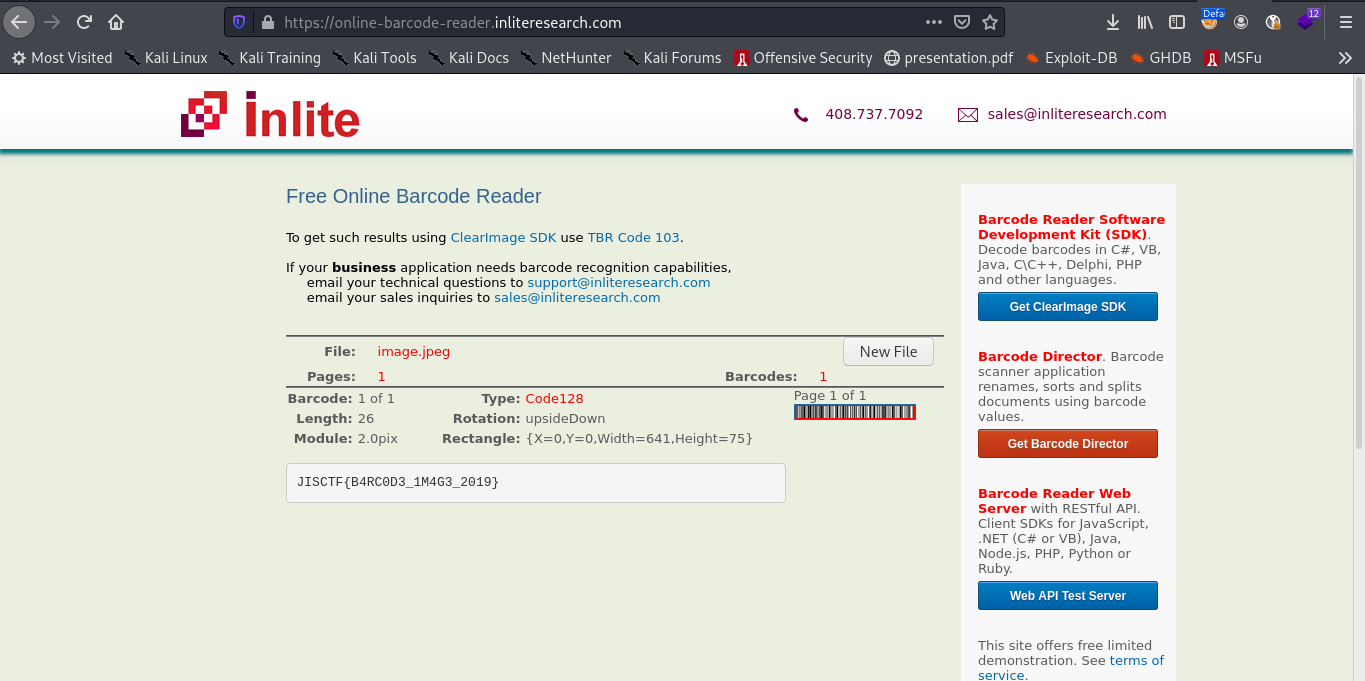 https://online-barcode-reader.inliteresearch.com
Defa
12
Most Visited Kali Linux Kali Training Kali Tools Kali Docs NetHunter Kali Forums Offensive Security presentation.pdf Exploit-DB GHDB MSFu
inlite
408.737.7092 sales@inliteresearch.com
Free Online Barcode Reader
To get such results using ClearImage SDK use TBR Code 103.
If your business application needs barcode recognition capabilities,
email your technical questions to support@inliteresearch.com
email your sales inquiries to sales@inliteresearch.com
File: image.jpeg New File
Pages: 1 Barcodes: 1
Barcode: 1 of 1 Type: Code128 Page 1 of 1
Length: 26 Rotation: upsideDown
Module: 2.0pix Rectangle: {X=0,Y=0,Width=641,Height=75}
JISCTF{B4RC0D3_1M4G3_2019}
Barcode Reader Software
Development Kit (SDK).
Decode barcodes in C#, VB,
Java, C\C++, Delphi, PHP
and other languages.
Get ClearImage SDK
Barcode Director. Barcode
scanner application
renames, sorts and splits
documents using barcode
values.
Get Barcode Director
Barcode Reader Web
Server with RESTful API.
Client SDKs for JavaScript,
.NET (C# or VB), Java,
Node.js, PHP, Python or
Ruby.
Web API Test Server
This site offers free limited
demonstration. See terms of
service.